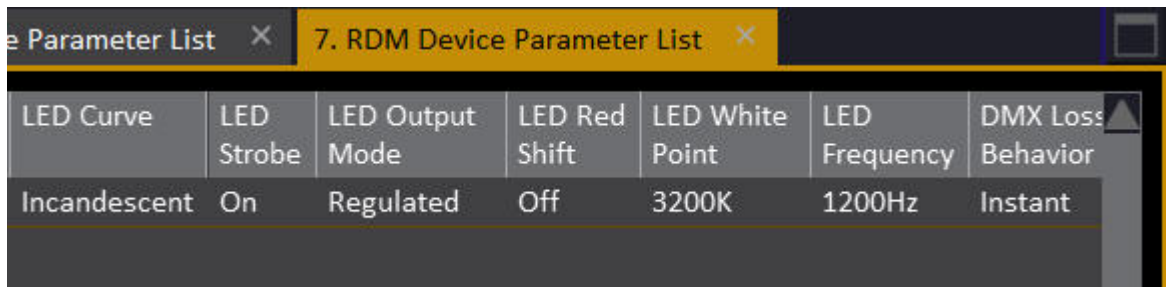 e Parameter List
7. RDM Device Parameter List
LED Curve
LED
Strobe
LED Output
Mode
LED Red
Shift
LED White
Point
LED
Frequency
DMX Loss
Behavior
Incandescent On Regulated Off 3200K 1200Hz Instant